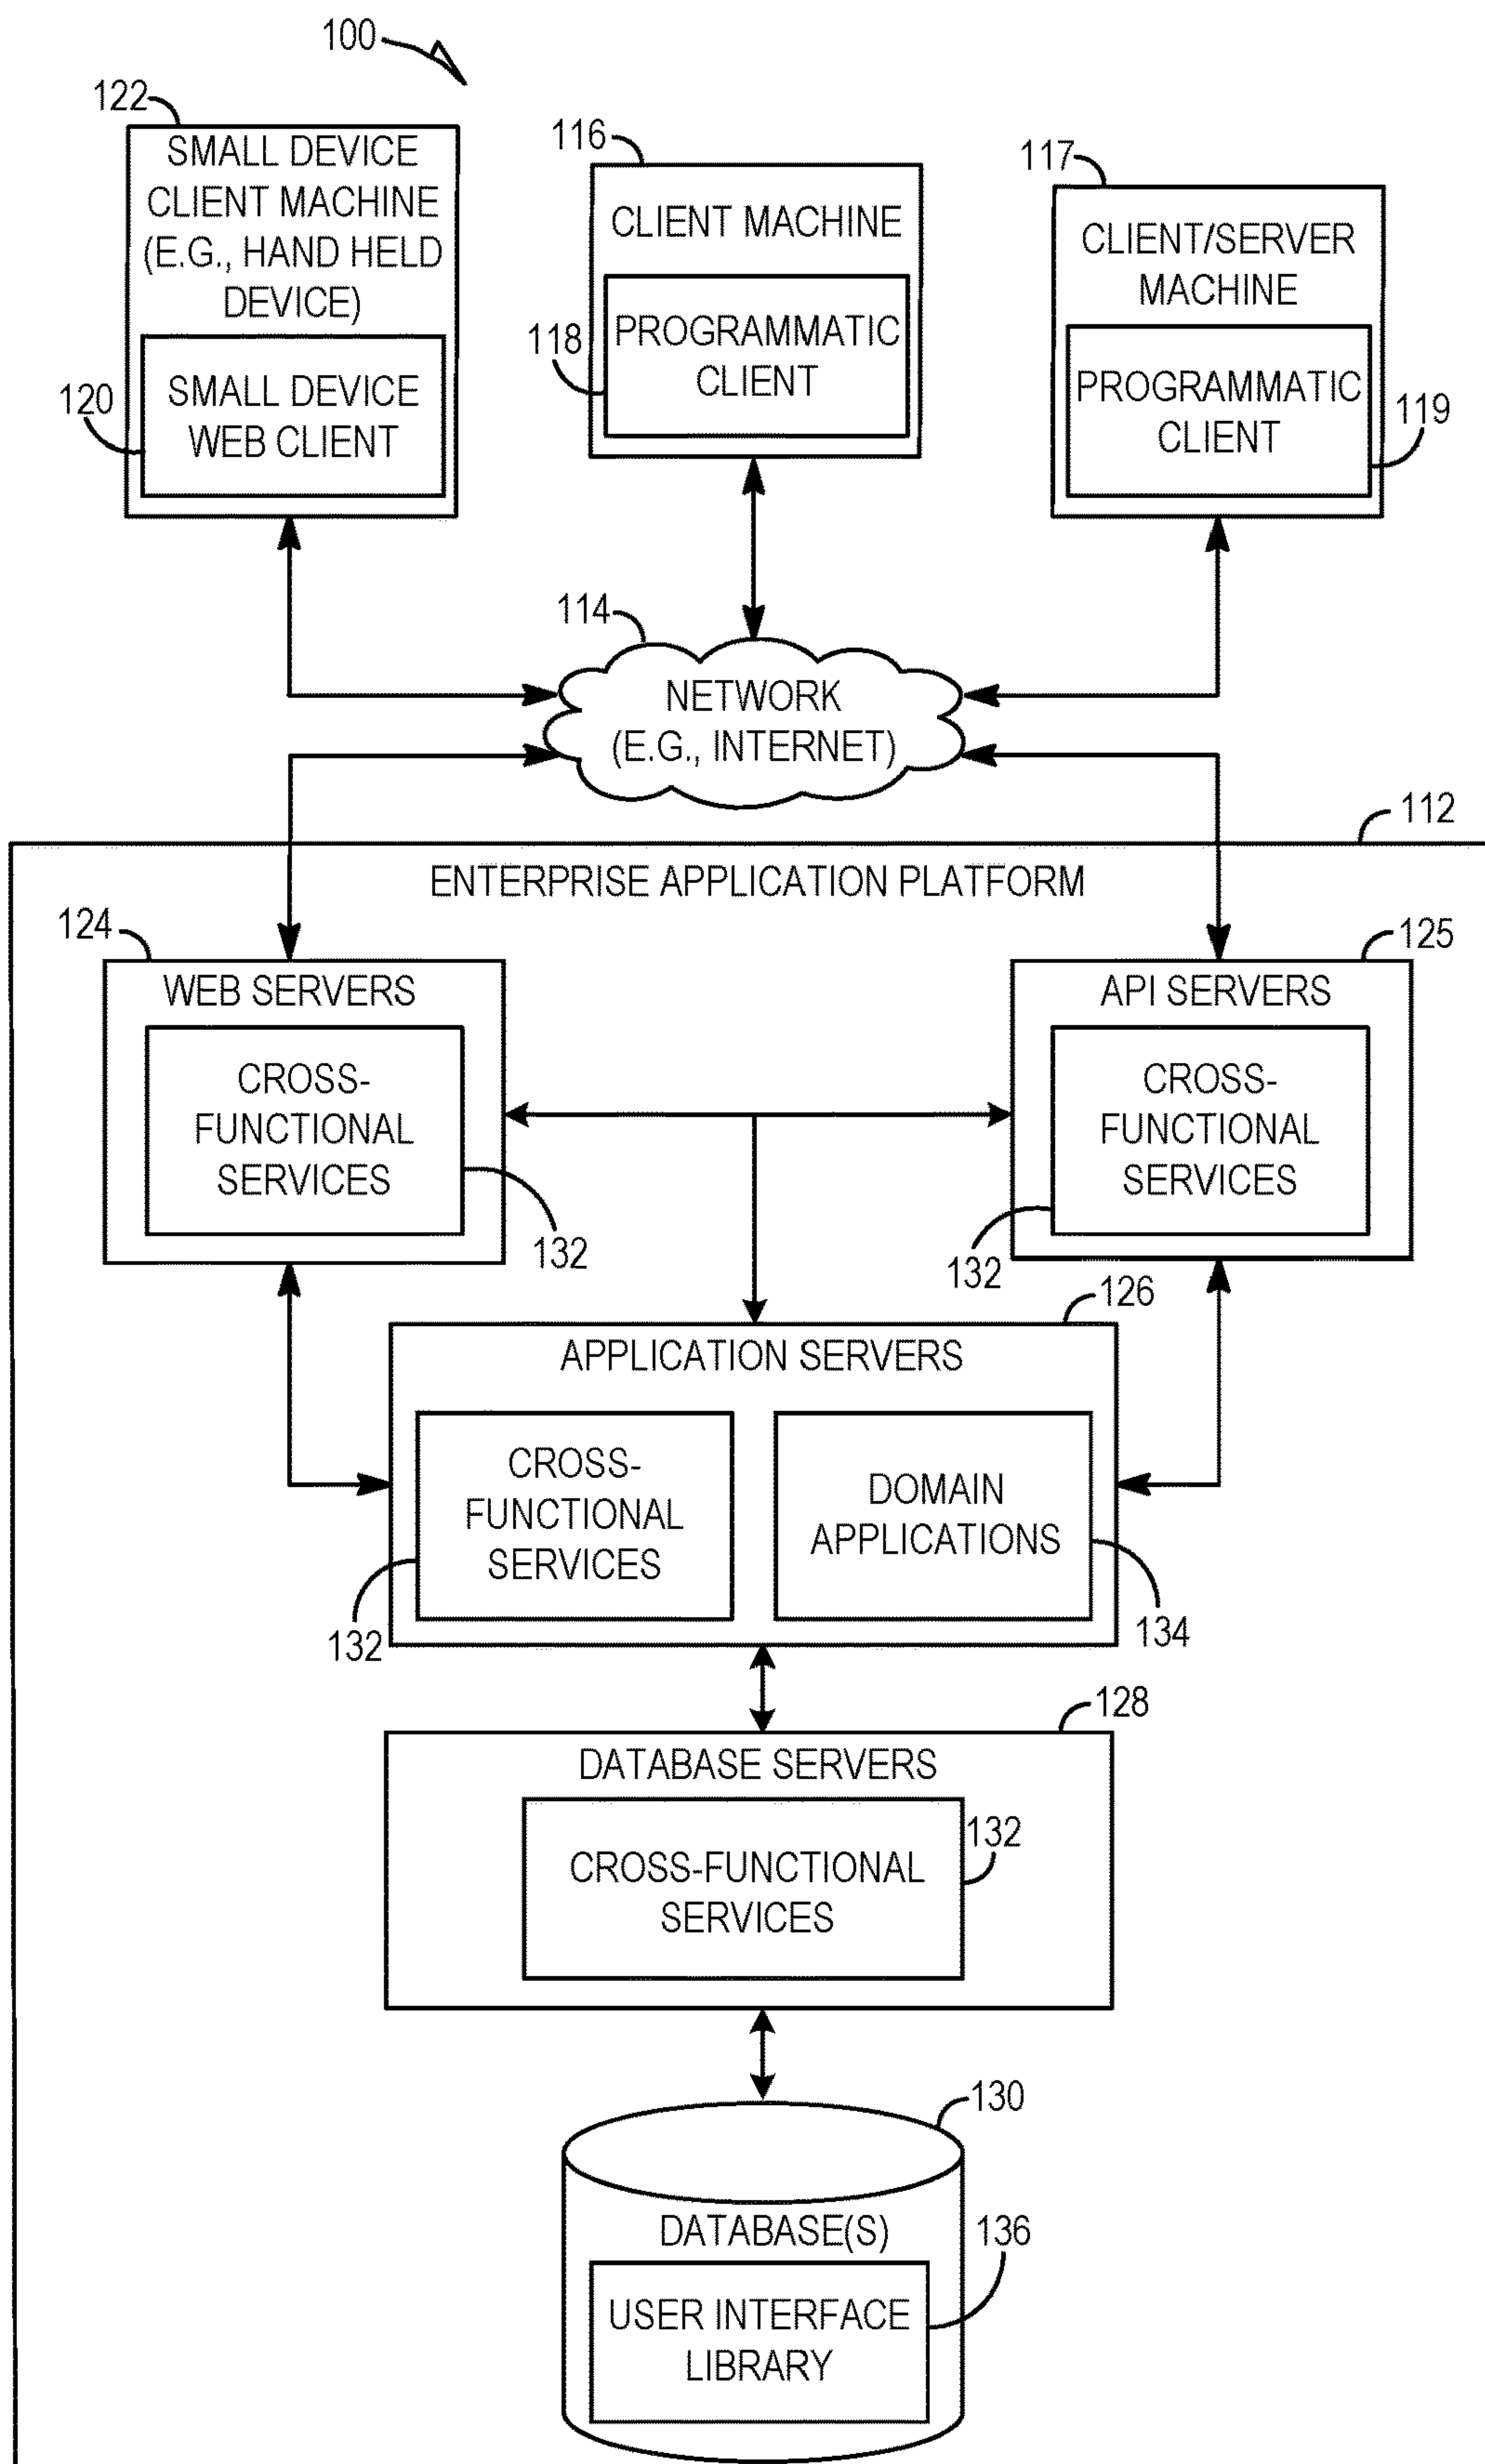 100
122
SMALL DEVICE
CLIENT MACHINE
(E.G., HAND HELD
DEVICE)
120
SMALL DEVICE
WEB CLIENT
116
CLIENT MACHINE
118
PROGRAMMATIC
CLIENT
117
CLIENT/SERVER
MACHINE
PROGRAMMATIC
CLIENT
119
114
NETWORK
(E.G., INTERNET)
112
ENTERPRISE APPLICATION PLATFORM
124
WEB SERVERS
CROSS-
FUNCTIONAL
SERVICES
132
125
API SERVERS
CROSS-
FUNCTIONAL
SERVICES
132
126
APPLICATION SERVERS
CROSS-
FUNCTIONAL
SERVICES
132
DOMAIN
APPLICATIONS
134
128
DATABASE SERVERS
132
CROSS-FUNCTIONAL
SERVICES
130
DATABASE(S)
136
USER INTERFACE
LIBRARY